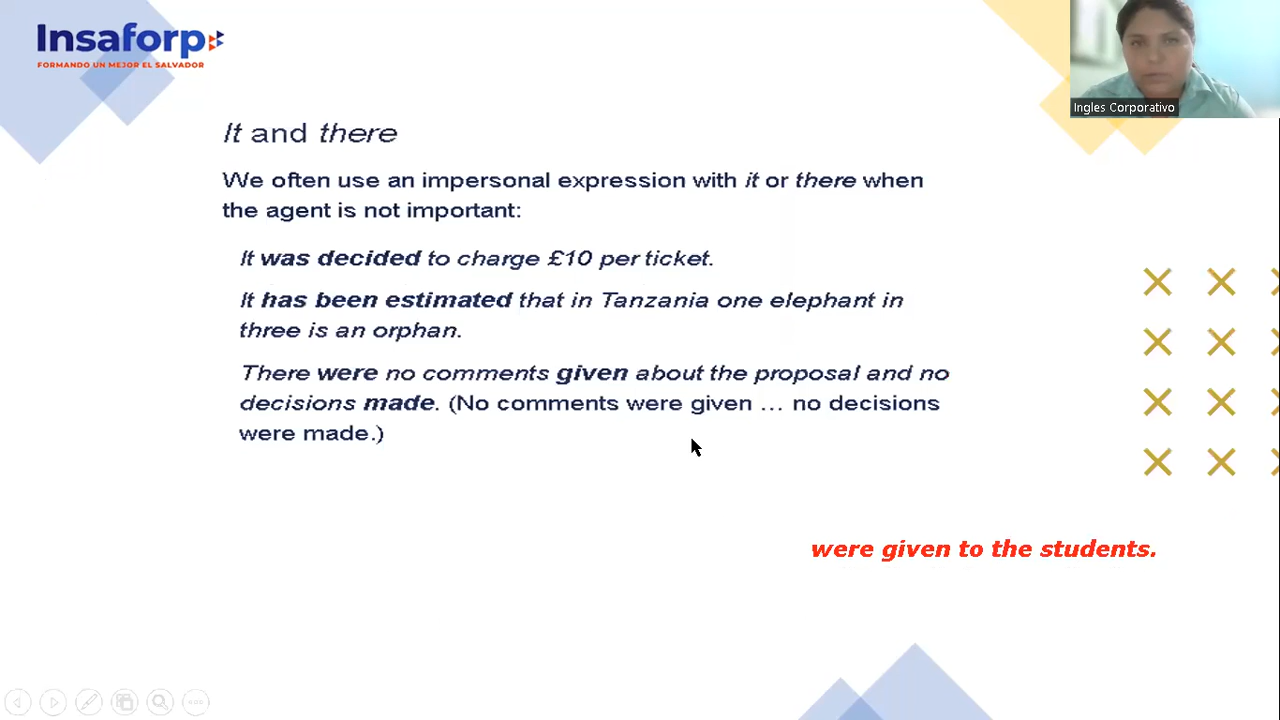 Insaforp
FORMANDO UN MEJOR EL SALVADOR
Ingles Corporativo
It and there
We often use an impersonal expression with it or there when
the agent is not important:
It was decided to charge £10 per ticket.
It has been estimated that in Tanzania one elephant in
three is an orphan.
There were no comments given about the proposal and no
decisions made. (No comments were given … no decisions
were made.)
were given to the students.